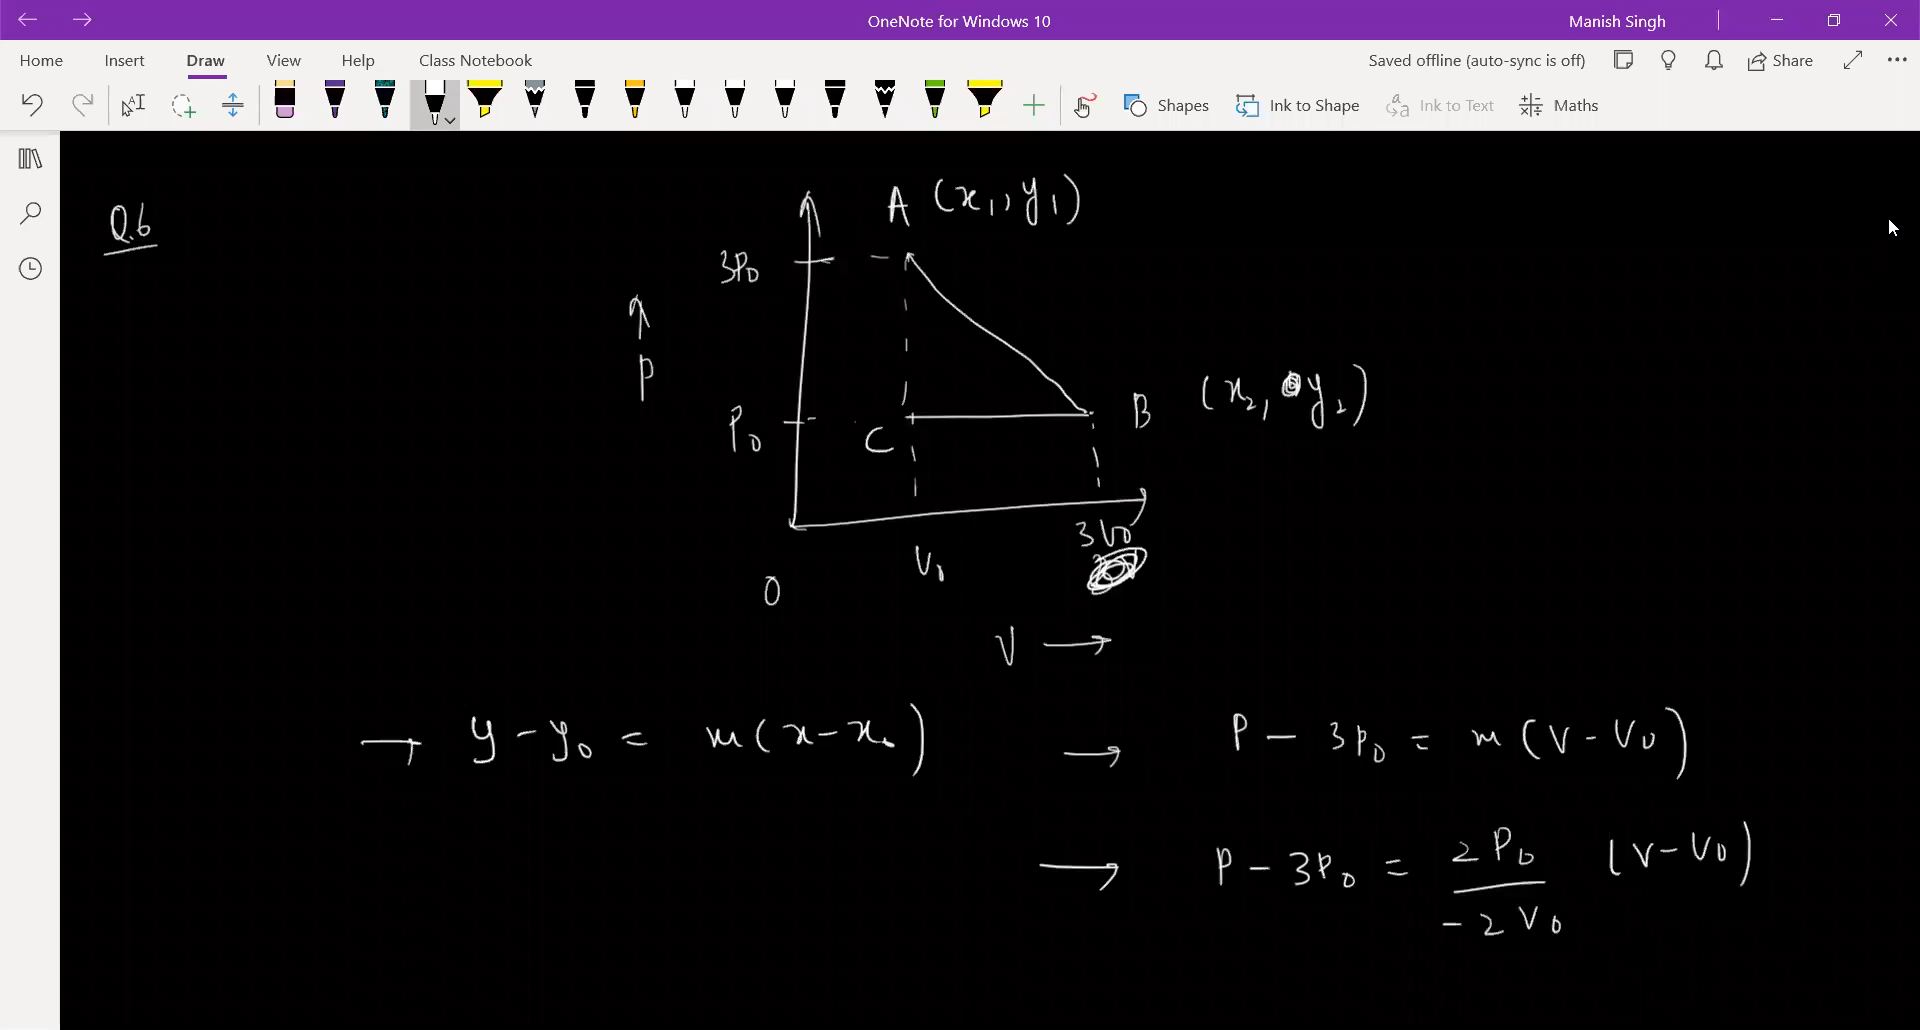 OneNote for Windows 10
Manish Singh
Home Insert Draw View Help Class Notebook
Saved offline (auto-sync is off) Share
Shapes Ink to Shape Ink to Text Maths
Q.6
A (x₁, y₁)
3P₀
P
P₀
C
B (x₂, y₂)
3V₀
V₀
O
V →
→ y - y₀ = m(x - x₀)
→ P - 3P₀ = m(V - V₀)
→ P - 3P₀ = 2P₀ / -2V₀ (V - V₀)